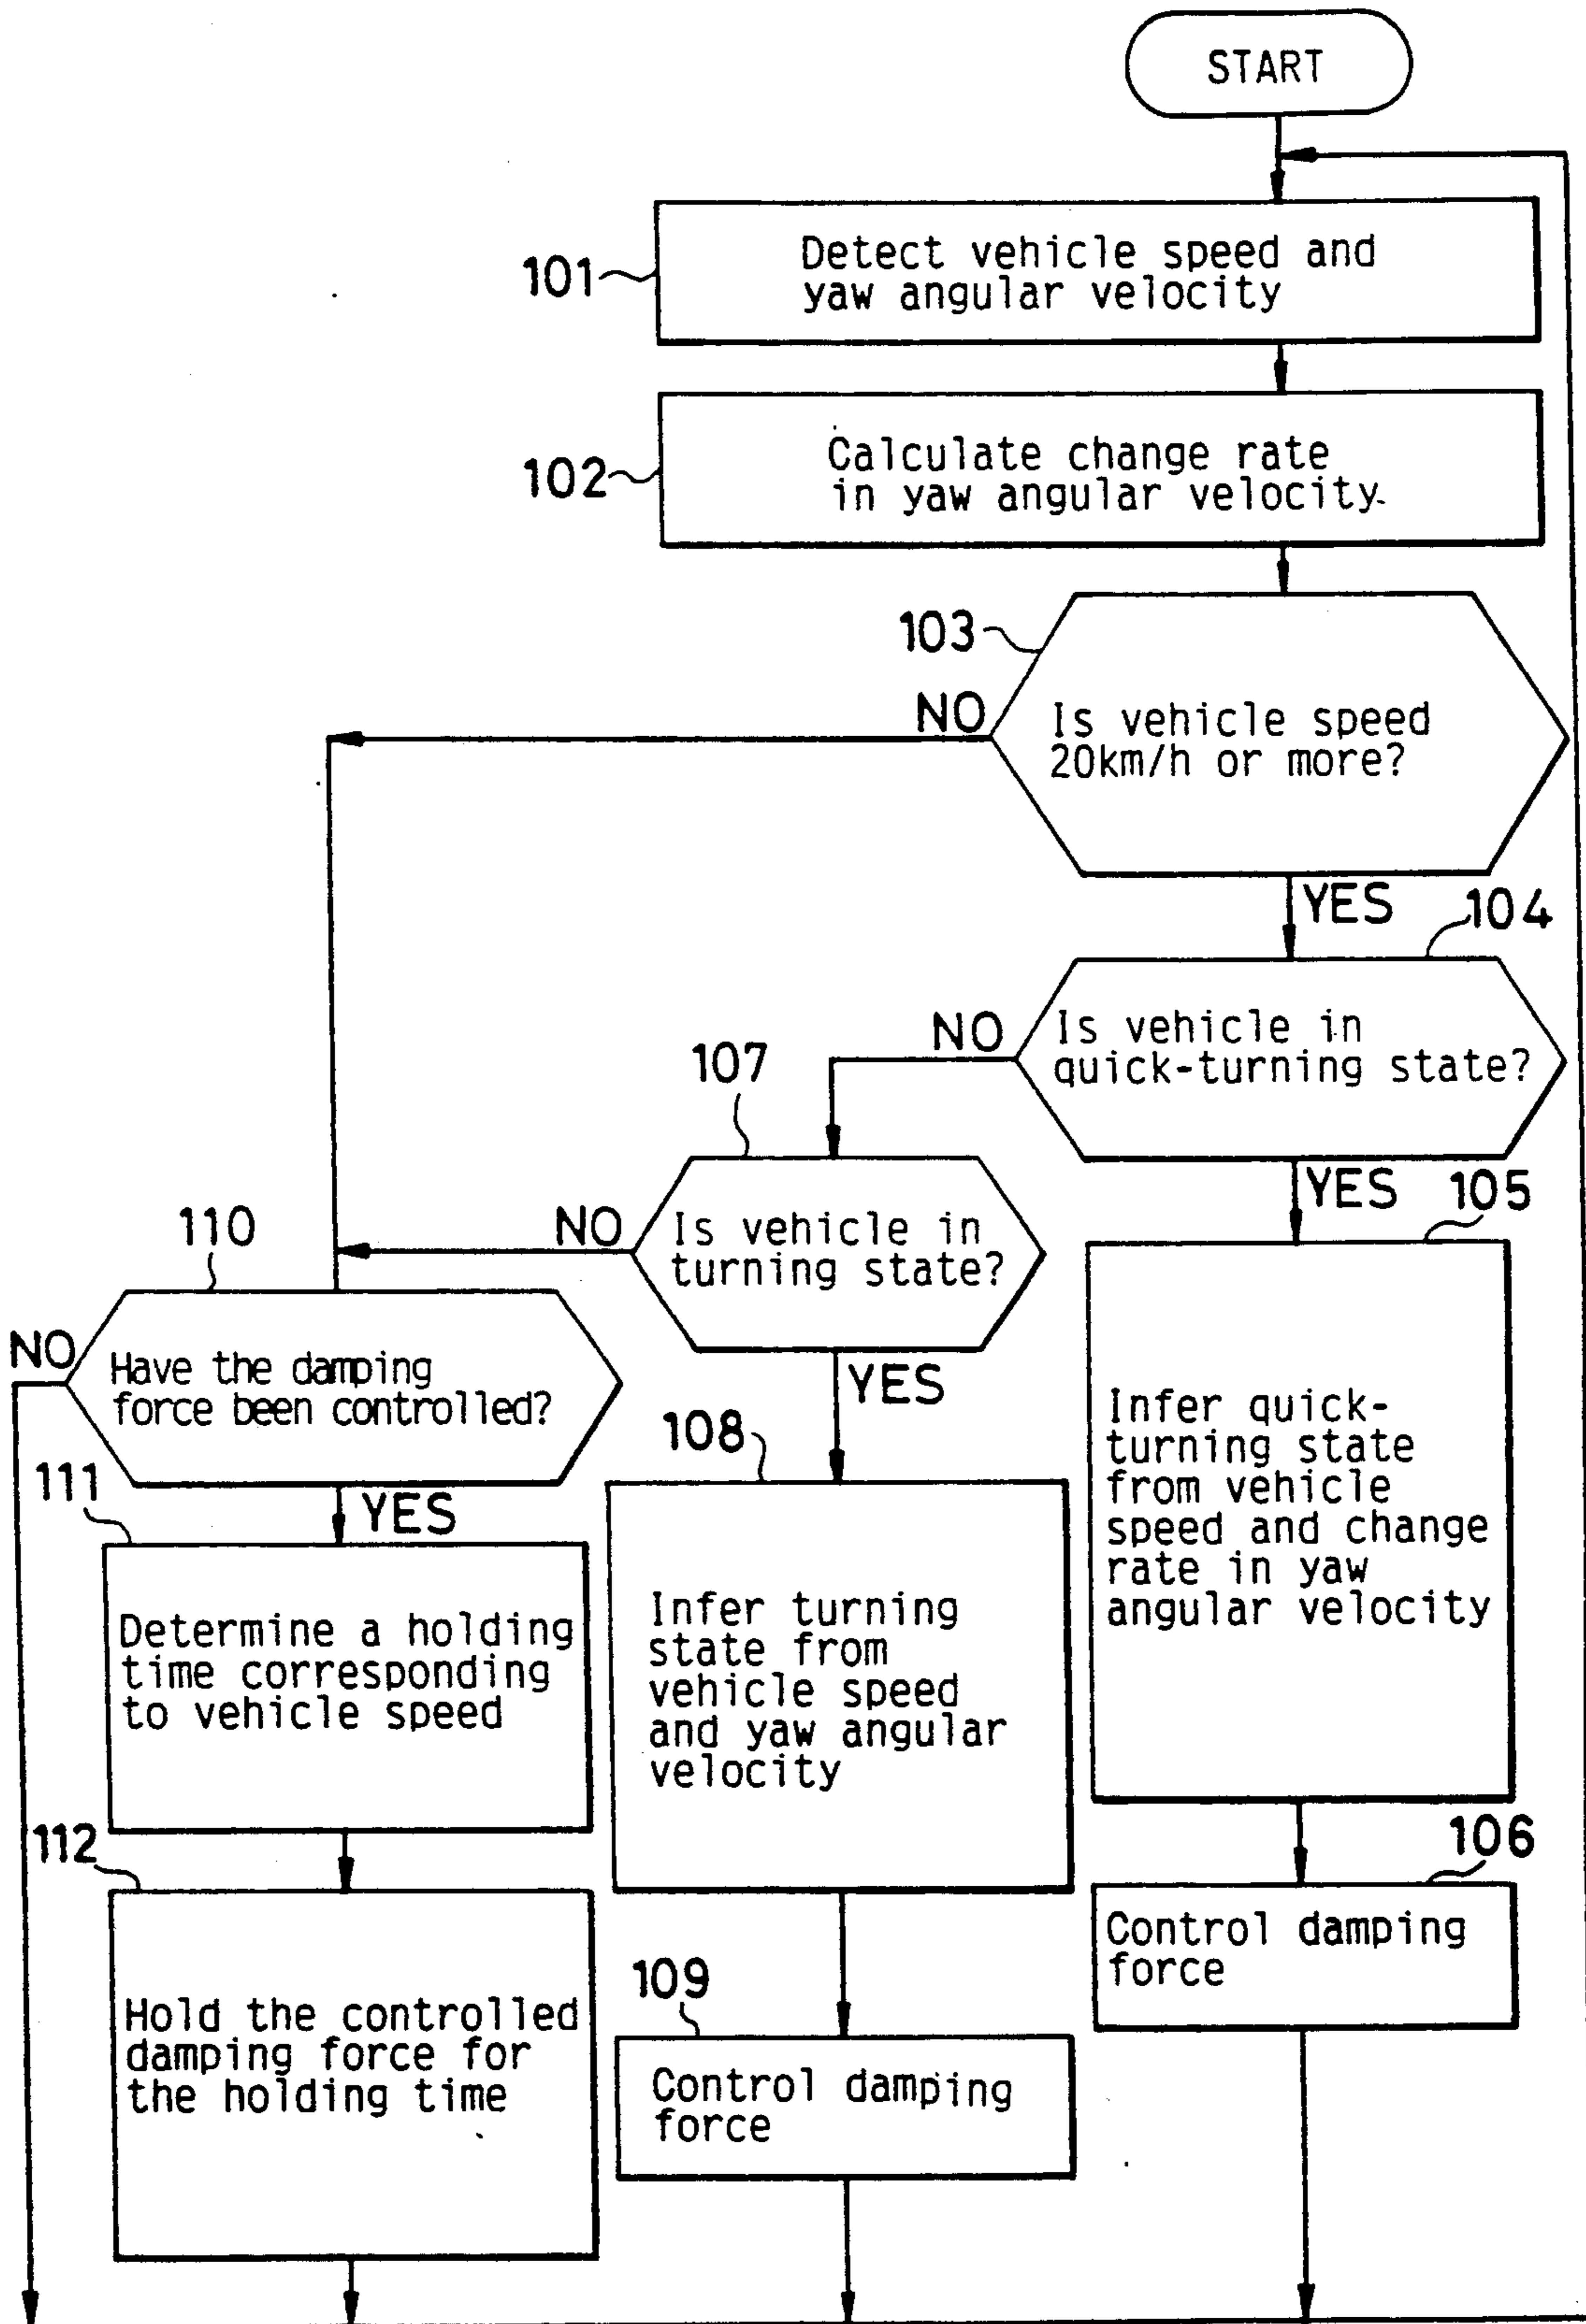 START
101
Detect vehicle speed and
yaw angular velocity
102
Calculate change rate
in yaw angular velocity
103
NO
Is vehicle speed
20km/h or more?
YES
104
NO
Is vehicle in
quick-turning state?
107
YES
105
110
NO
Is vehicle in
turning state?
NO
Have the damping
force been controlled?
YES
108
Infer quick-
turning state
from vehicle
speed and change
rate in yaw
angular velocity
111
YES
Determine a holding
time corresponding
to vehicle speed
Infer turning
state from
vehicle speed
and yaw angular
velocity
112
106
Control damping
force
109
Hold the controlled
damping force for
the holding time
Control damping
force